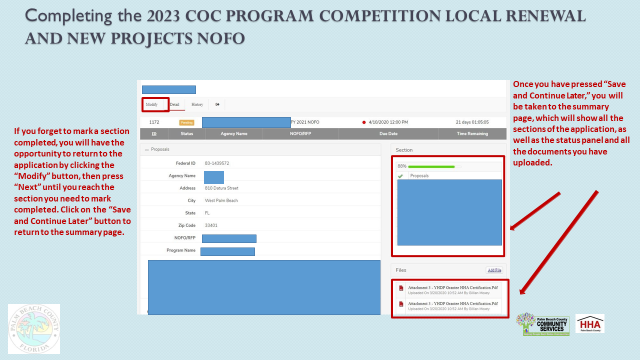 Completing the 2023 COC PROGRAM COMPETITION LOCAL RENEWAL
AND NEW PROJECTS NOFO
If you forget to mark a section
completed, you will have the
opportunity to return to the
application by clicking the
“Modify” button, then press
“Next” until you reach the
section you need to mark
completed. Click on the “Save
and Continue Later” button to
return to the summary page.
Once you have pressed “Save
and Continue Later,” you will
be taken to the summary
page, which will show all the
sections of the application, as
well as the status panel and all
the documents you have
uploaded.
Modify Detail History
1172 Pending FY 2021 NOFO 4/10/2020 12:00 PM 21 days 01:05:05
ID Status Agency Name NOFO/RFP Due Date Time Remaining
Proposals
Federal ID
Agency Name
Address 810 Datura Street
City West Palm Beach
State FL
Zip Code 33401
NOFO/RFP
Program Name
Section
Proposals
Files Add File
Attachment 1 : YHDP Grantee HHA Certification.Pdf
Attachment 1 : YHDP Grantee HHA Certification.Pdf
PALM BEACH COUNTY
FLORIDA
Palm Beach County
COMMUNITY
SERVICES
HHA